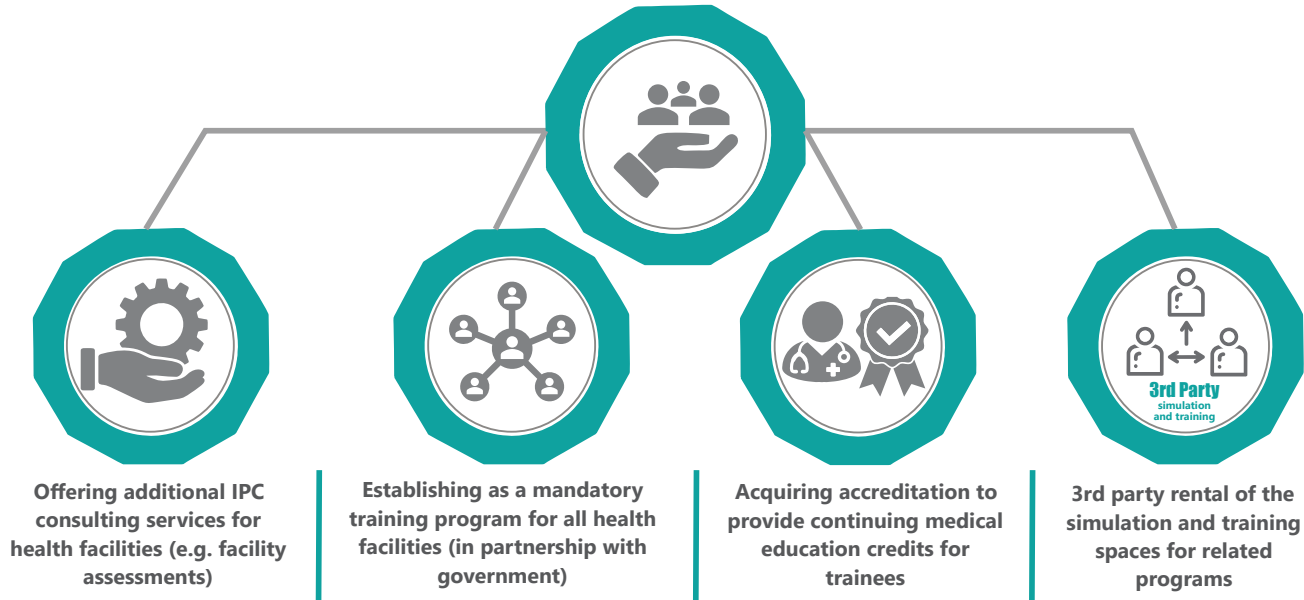 3rd Party
simulation
and training
Offering additional IPC
consulting services for
health facilities (e.g. facility
assessments)
Establishing as a mandatory
training program for all health
facilities (in partnership with
government)
Acquiring accreditation to
provide continuing medical
education credits for
trainees
3rd party rental of the
simulation and training
spaces for related
programs